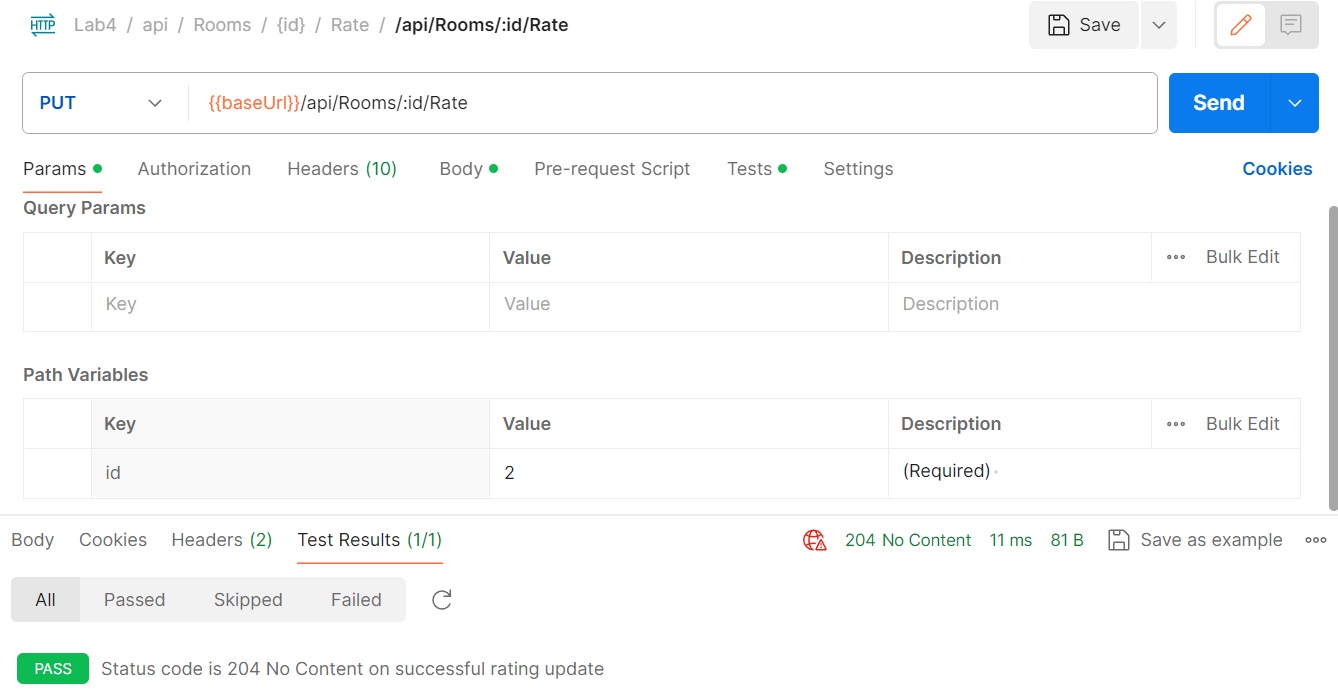 HTTP Lab4 / api / Rooms / {id} / Rate / /api/Rooms/:id/Rate Save
PUT {{baseUrl}}/api/Rooms/:id/Rate Send
Params Authorization Headers (10) Body Pre-request Script Tests Settings Cookies
Query Params
Key Value Description Bulk Edit
Key Value Description
Path Variables
Key Value Description Bulk Edit
id 2 (Required)
Body Cookies Headers (2) Test Results (1/1) 204 No Content 11 ms 81 B Save as example
All Passed Skipped Failed
PASS Status code is 204 No Content on successful rating update